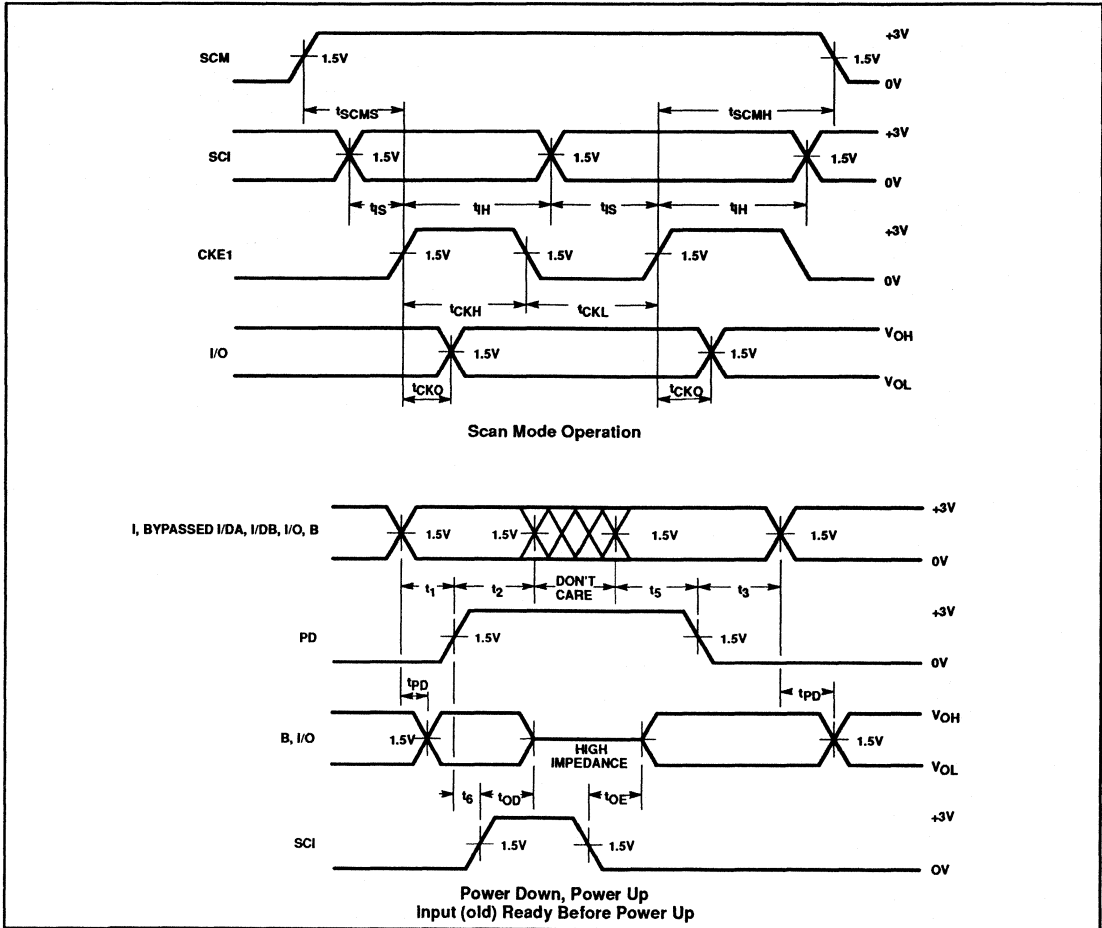 +3V
SCM
1.5V
1.5V
0V
tSCMS
tSCMH
+3V
SCI
1.5V
1.5V
1.5V
0V
tIS
tIH
tIS
tIH
+3V
CKE1
1.5V
1.5V
1.5V
0V
tCKH
tCKL
VOH
I/O
1.5V
1.5V
VOL
tCKO
tCKO
Scan Mode Operation
+3V
I, BYPASSED I/DA, I/DB, I/O, B
1.5V
1.5V
1.5V
1.5V
0V
t1
t2
DON'T
CARE
t5
t3
+3V
PD
1.5V
1.5V
0V
tPD
tPD
VOH
B, I/O
1.5V
HIGH
IMPEDANCE
1.5V
VOL
t6
tOD
tOE
+3V
SCI
1.5V
1.5V
0V
Power Down, Power Up
Input (old) Ready Before Power Up